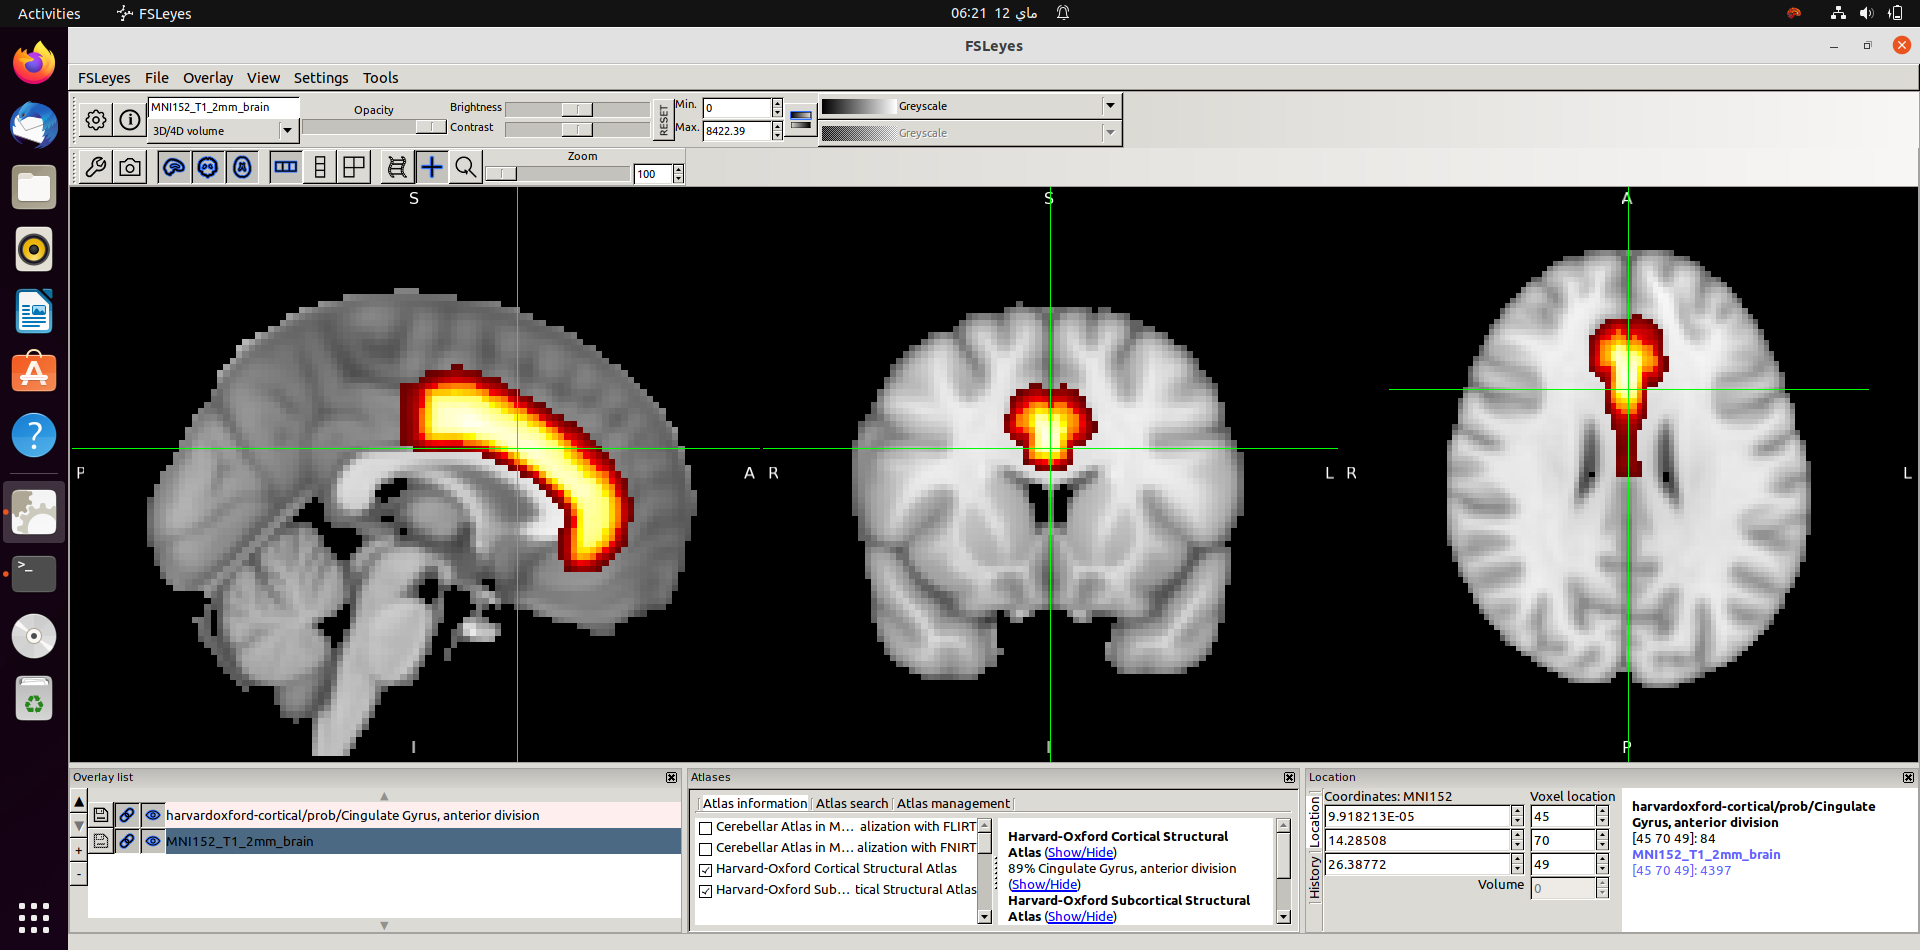 Activities
FSLeyes
06:21 12 ماي
FSLeyes
FSLeyes File Overlay View Settings Tools
MNI152_T1_2mm_brain
3D/4D volume
Opacity
Brightness
Contrast
RESET
Min. 0
Max. 8422.39
Greyscale
Greyscale
Zoom
100
S
P
A
I
S
R
L
I
A
R
L
P
Overlay list
harvardoxford-cortical/prob/Cingulate Gyrus, anterior division
MNI152_T1_2mm_brain
Atlases
Atlas information Atlas search Atlas management
Cerebellar Atlas in M... alization with FLIRT
Cerebellar Atlas in M... alization with FNIRT
Harvard-Oxford Cortical Structural Atlas
Harvard-Oxford Sub... tical Structural Atlas
Harvard-Oxford Cortical Structural
Atlas (Show/Hide)
89% Cingulate Gyrus, anterior division
(Show/Hide)
Harvard-Oxford Subcortical Structural
Atlas (Show/Hide)
Location
Location
History
Coordinates: MNI152 Voxel location
9.918213E-05 45
14.28508 70
26.38772 49
Volume 0
harvardoxford-cortical/prob/Cingulate
Gyrus, anterior division
[45 70 49]: 84
MNI152_T1_2mm_brain
[45 70 49]: 4397